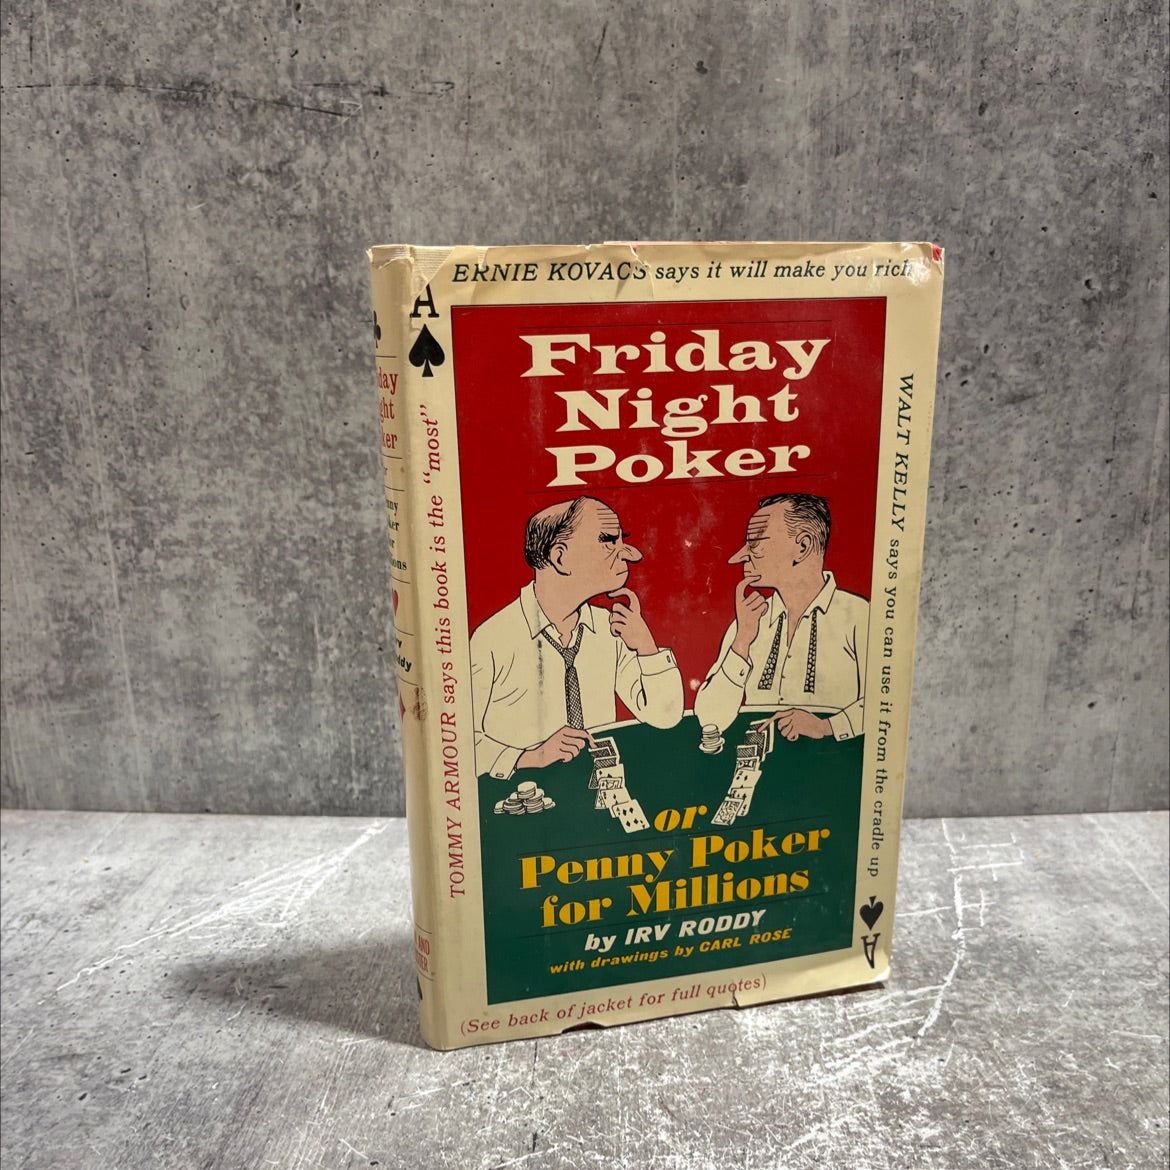 ERNIE KOVACS says it will make you rich
A
Friday
Night
Poker
TOMMY ARMOUR says this book is the "most"
WALT KELLY says you can use it from the cradle up
or
Penny Poker
for Millions
by IRV RODDY
with drawings by CARL ROSE
A
(See back of jacket for full quotes)